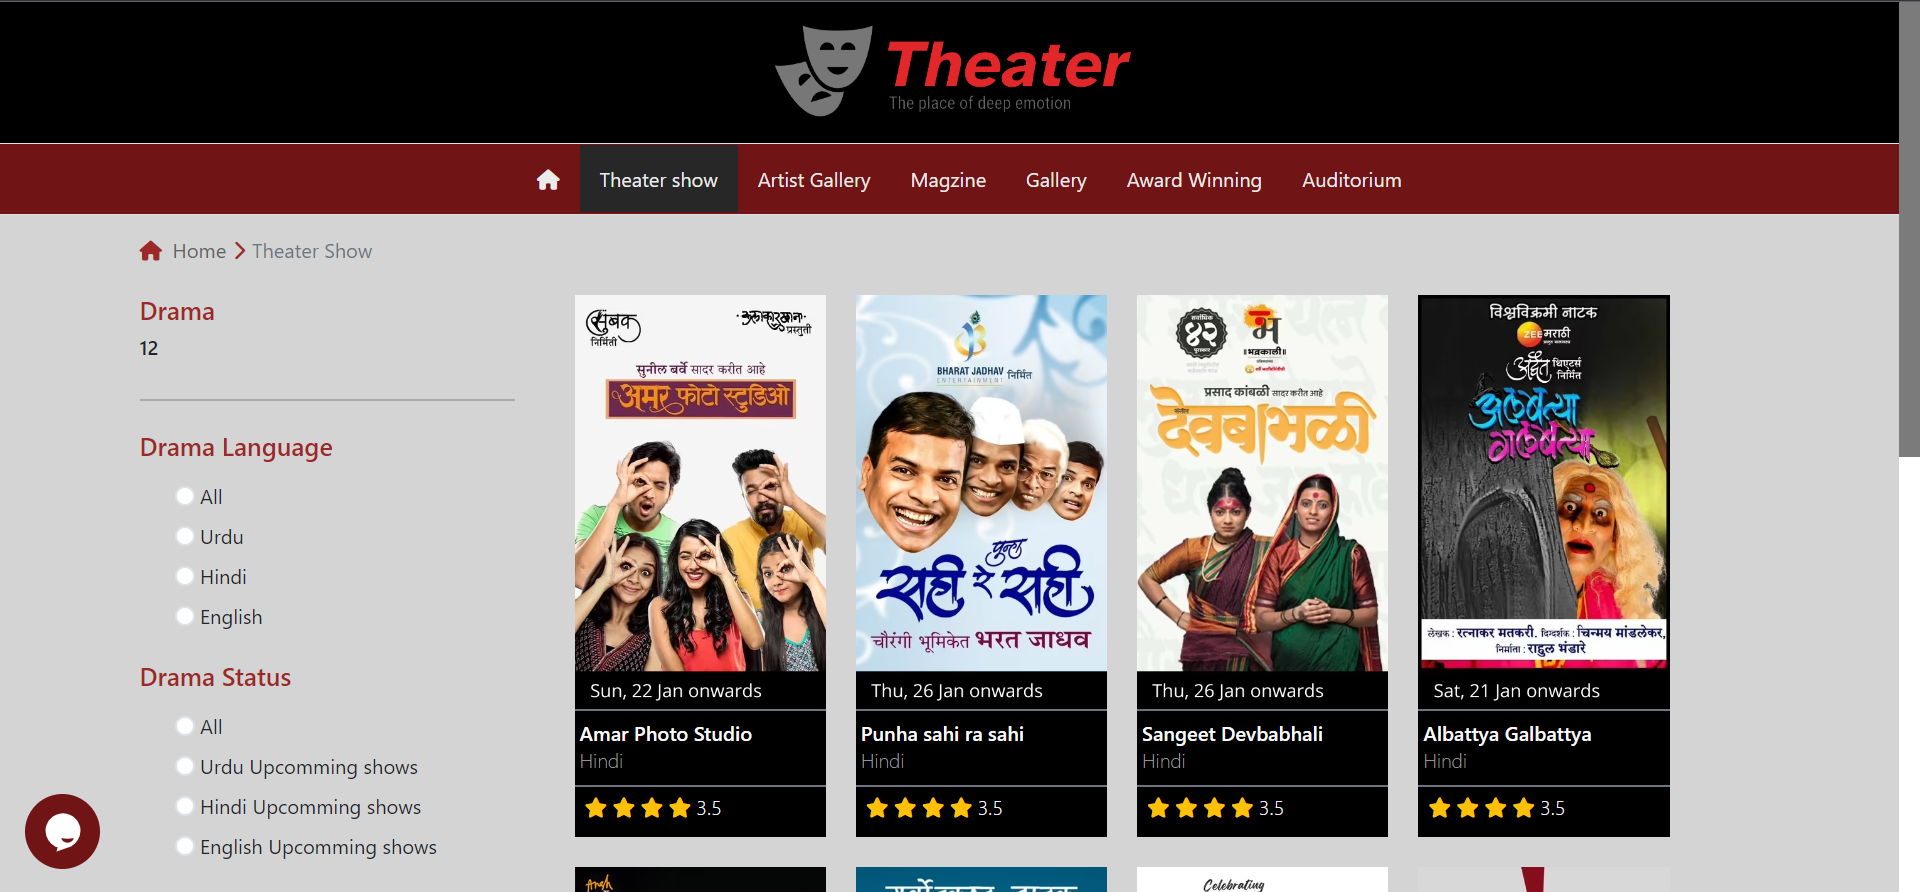 Theater
The place of deep emotion
Theater show
Artist Gallery
Magzine
Gallery
Award Winning
Auditorium
Home
Theater Show
Drama
12
Drama Language
All
Urdu
Hindi
English
Drama Status
All
Urdu Upcomming shows
Hindi Upcomming shows
English Upcomming shows
सुबक
निर्मिती
प्रस्तुती
सुनील बर्वे सादर करीत आहे
अमर फोटो स्टुडिओ
Sun, 22 Jan onwards
Amar Photo Studio
Hindi
3.5
BHARAT JADHAV निर्मित
ENTERTAINMENT
पुन्हा
सही रे सही
चौरंगी भूमिकेत भरत जाधव
Thu, 26 Jan onwards
Punha sahi ra sahi
Hindi
3.5
सर्वाधिक
४२
पुरस्कार
भ
॥भद्रकाली॥
प्रसाद कांबळी सादर करीत आहे
संगीत
देवबाभळी
Thu, 26 Jan onwards
Sangeet Devbabhali
Hindi
3.5
विश्वविक्रमी नाटक
ZEE मराठी
अद्वैत थिएटर्स
निर्मित
अलबत्या
गलबत्या
लेखक : रत्नाकर मतकरी. दिग्दर्शक : चिन्मय मांडलेकर,
निर्माता : राहुल भंडारे
Sat, 21 Jan onwards
Albattya Galbattya
Hindi
3.5
Celebrating